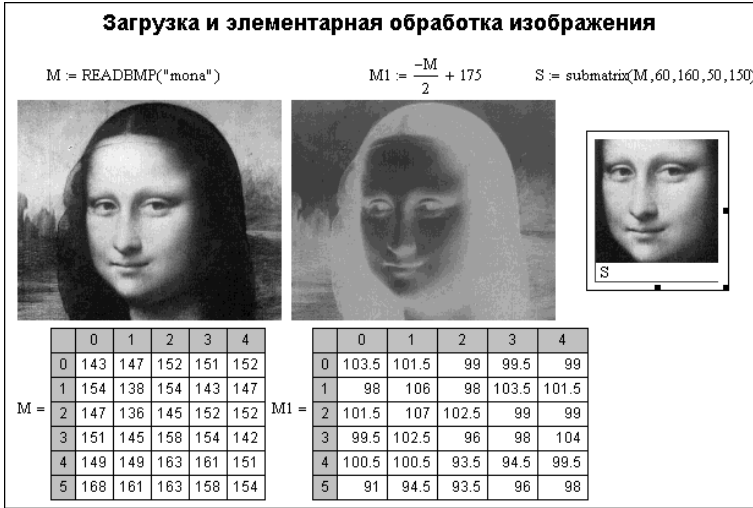 Загрузка и элементарная обработка изображения
M := READBMP("mona")
M1 := −M/2 + 175
S := submatrix(M,60,160,50,150)
S
M =
0 1 2 3 4
0 143 147 152 151 152
1 154 138 154 143 147
2 147 136 145 152 152
3 151 145 158 154 142
4 149 149 163 161 151
5 168 161 163 158 154
M1 =
0 1 2 3 4
0 103.5 101.5 99 99.5 99
1 98 106 98 103.5 101.5
2 101.5 107 102.5 99 99
3 99.5 102.5 96 98 104
4 100.5 100.5 93.5 94.5 99.5
5 91 94.5 93.5 96 98